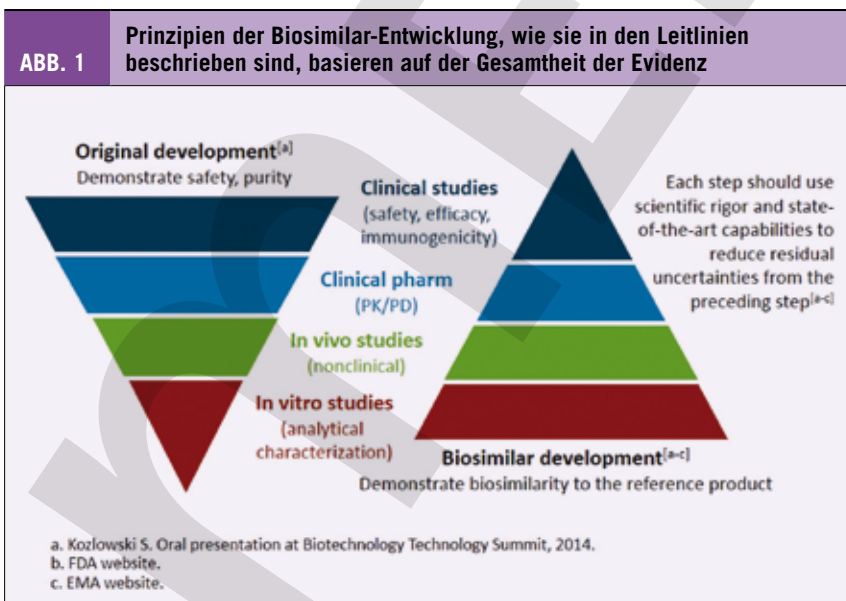 ABB. 1
Prinzipien der Biosimilar-Entwicklung, wie sie in den Leitlinien
beschrieben sind, basieren auf der Gesamtheit der Evidenz
Original development[a]
Demonstrate safety, purity
Clinical studies
(safety, efficacy,
immunogenicity)
Clinical pharm
(PK/PD)
In vivo studies
(nonclinical)
In vitro studies
(analytical
characterization)
Each step should use
scientific rigor and state-
of-the-art capabilities to
reduce residual
uncertainties from the
preceding step[a-c]
Biosimilar development[a-c]
Demonstrate biosimilarity to the reference product
a. Kozlowski S. Oral presentation at Biotechnology Technology Summit, 2014.
b. FDA website.
c. EMA website.